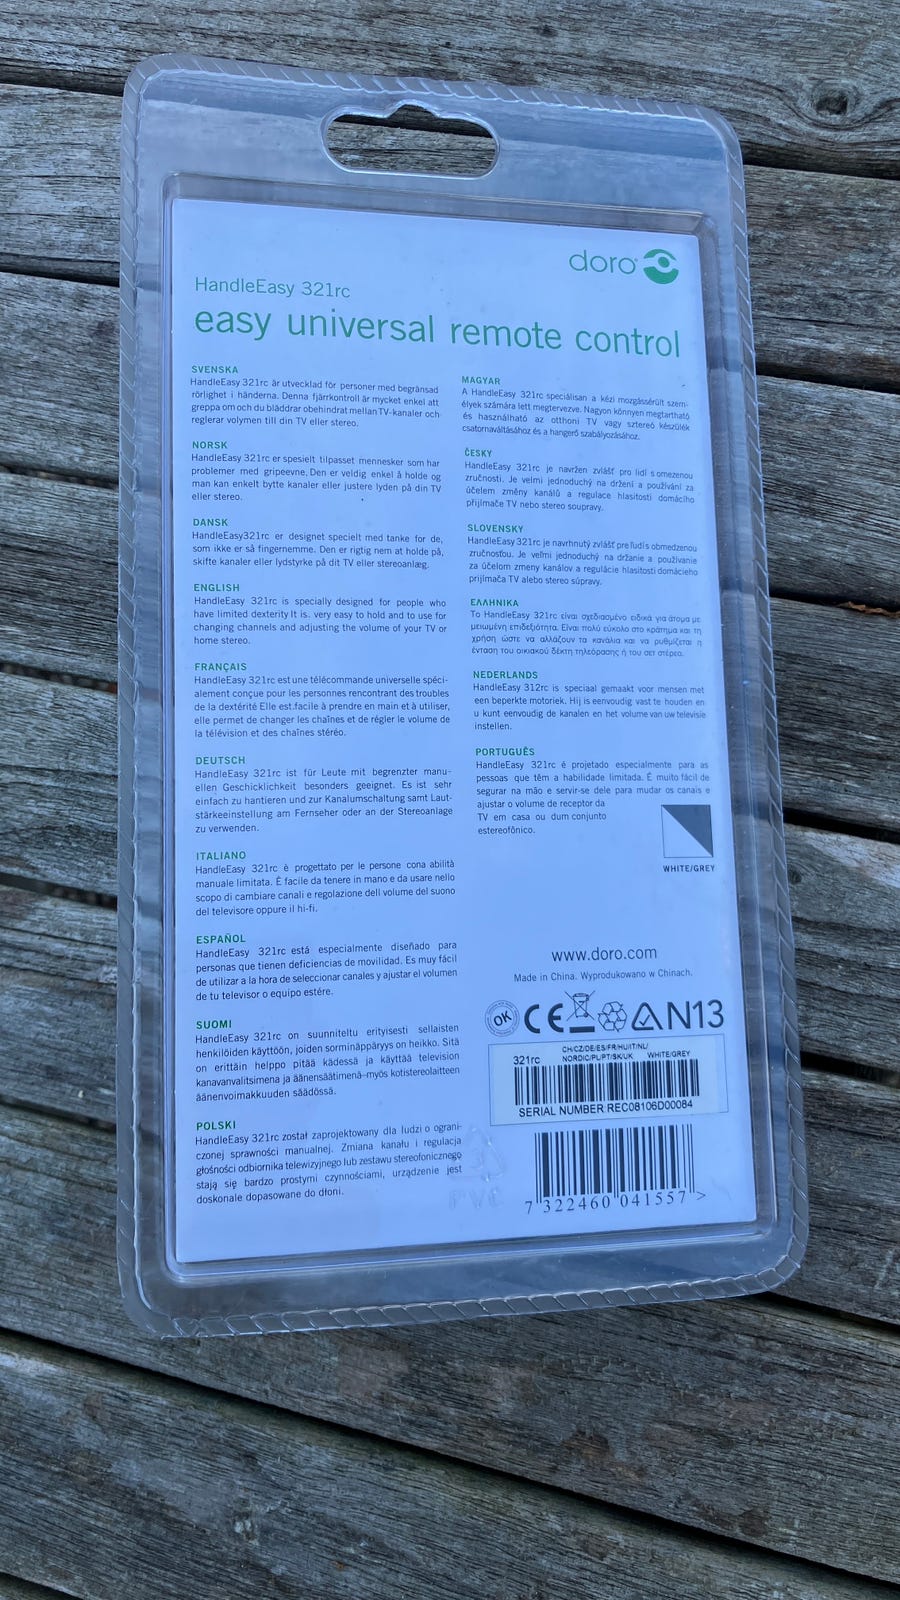 doro
HandleEasy 321rc
easy universal remote control
SVENSKA
HandleEasy 321rc är utvecklad för personer med begränsad
rörlighet i händerna. Denna fjärrkontroll är mycket enkel att
greppa om och du bläddrar obehindrat mellan TV-kanaler och
reglerar volymen till din TV eller stereo.
NORSK
HandleEasy 321rc er spesielt tilpasset mennesker som har
problemer med gripeevne. Den er veldig enkel å holde og
man kan enkelt bytte kanaler eller justere lyden på din TV
eller stereo.
DANSK
HandleEasy321rc er designet specielt med tanke for de,
som ikke er så fingernemme. Den er rigtig nem at holde på,
skifte kanaler eller lydstyrke på dit TV eller stereoanlæg.
ENGLISH
HandleEasy 321rc is specially designed for people who
have limited dexterity It is. very easy to hold and to use for
changing channels and adjusting the volume of your TV or
home stereo.
FRANÇAIS
HandleEasy 321rc est une télécommande universelle spéci-
alement conçue pour les personnes rencontrant des troubles
de la dextérité Elle est.facile à prendre en main et à utiliser,
elle permet de changer les chaînes et de régler le volume de
la télévision et des chaînes stéréo.
DEUTSCH
HandleEasy 321rc ist für Leute mit begrenzter manu-
ellen Geschicklichkeit besonders geeignet. Es ist sehr
einfach zu hantieren und zur Kanalumschaltung samt Laut-
stärkeeinstellung am Fernseher oder an der Stereoanlage
zu verwenden.
ITALIANO
HandleEasy 321rc è progettato per le persone cona abilità
manuale limitata. È facile da tenere in mano e da usare nello
scopo di cambiare canali e regolazione dell volume del suono
del televisore oppure il hi-fi.
ESPAÑOL
HandleEasy 321rc está especialmente diseñado para
personas que tienen deficiencias de movilidad. Es muy fácil
de utilizar a la hora de seleccionar canales y ajustar el volumen
de tu televisor o equipo estére.
SUOMI
HandleEasy 321rc on suunniteltu erityisesti sellaisten
henkilöiden käyttöön, joiden sorminäppäryys on heikko. Sitä
on erittäin helppo pitää kädessä ja käyttää television
kanavanvalitsimena ja äänensäätimenä–myös kotistereolaitteen
äänenvoimakkuuden säädössä.
POLSKI
HandleEasy 321rc został zaprojektowany dla ludzi o ograni-
czonej sprawności manualnej. Zmiana kanału i regulacja
głośności odbiornika telewizyjnego lub zestawu stereofonicznego
stają się bardzo prostymi czynnościami, urządzenie jest
doskonale dopasowane do dłoni.
MAGYAR
A HandleEasy 321rc speciálisan a kézi mozgássérült szem-
élyek számára lett megtervezve. Nagyon könnyen megtartható
és használható az otthoni TV vagy sztereó készülék
csatornaváltásához és a hangerő szabályozásához.
ČESKY
HandleEasy 321rc je navržen zvlášť pro lidí s omezenou
zručností. Je velmi jednoduchý na držení a používání za
účelem změny kanálů a regulace hlasitosti domácího
přijímače TV nebo stereo soupravy.
SLOVENSKY
HandleEasy 321rc je navrhnutý zvlášť pre ľudí s obmedzenou
zručnosťou. Je veľmi jednoduchý na držanie a používanie
za účelom zmeny kanálov a regulácie hlasitosti domáceho
prijímača TV alebo stereo súpravy.
ΕΛΛΗΝΙΚΑ
Το HandleEasy 321rc είναι σχεδιασμένο ειδικά για άτομα με
μειωμένη επιδεξιότητα. Είναι πολύ εύκολο στο κράτημα και τη
χρήση ώστε να αλλάζουν τα κανάλια και να ρυθμίζεται η
ένταση του οικιακού δέκτη τηλεόρασης ή του σετ στέρεο.
NEDERLANDS
HandleEasy 312rc is speciaal gemaakt voor mensen met
een beperkte motoriek. Hij is eenvoudig vast te houden en
u kunt eenvoudig de kanalen en het volume van uw televisie
instellen.
PORTUGUÊS
HandleEasy 321rc é projetado especialmente para as
pessoas que têm a habilidade limitada. É muito fácil de
segurar na mão e servir-se dele para mudar os canais e
ajustar o volume de receptor da
TV em casa ou dum conjunto
estereofônico.
WHITE/GREY
www.doro.com
Made in China. Wyprodukowano w Chinach.
OK CE N13
321rc
CH/CZ/DE/ES/FR/HU/IT/NL/
NORDIC/PL/PT/SK/UK WHITE/GREY
SERIAL NUMBER REC08106D00084
3
PVC
7 322460 041557 >